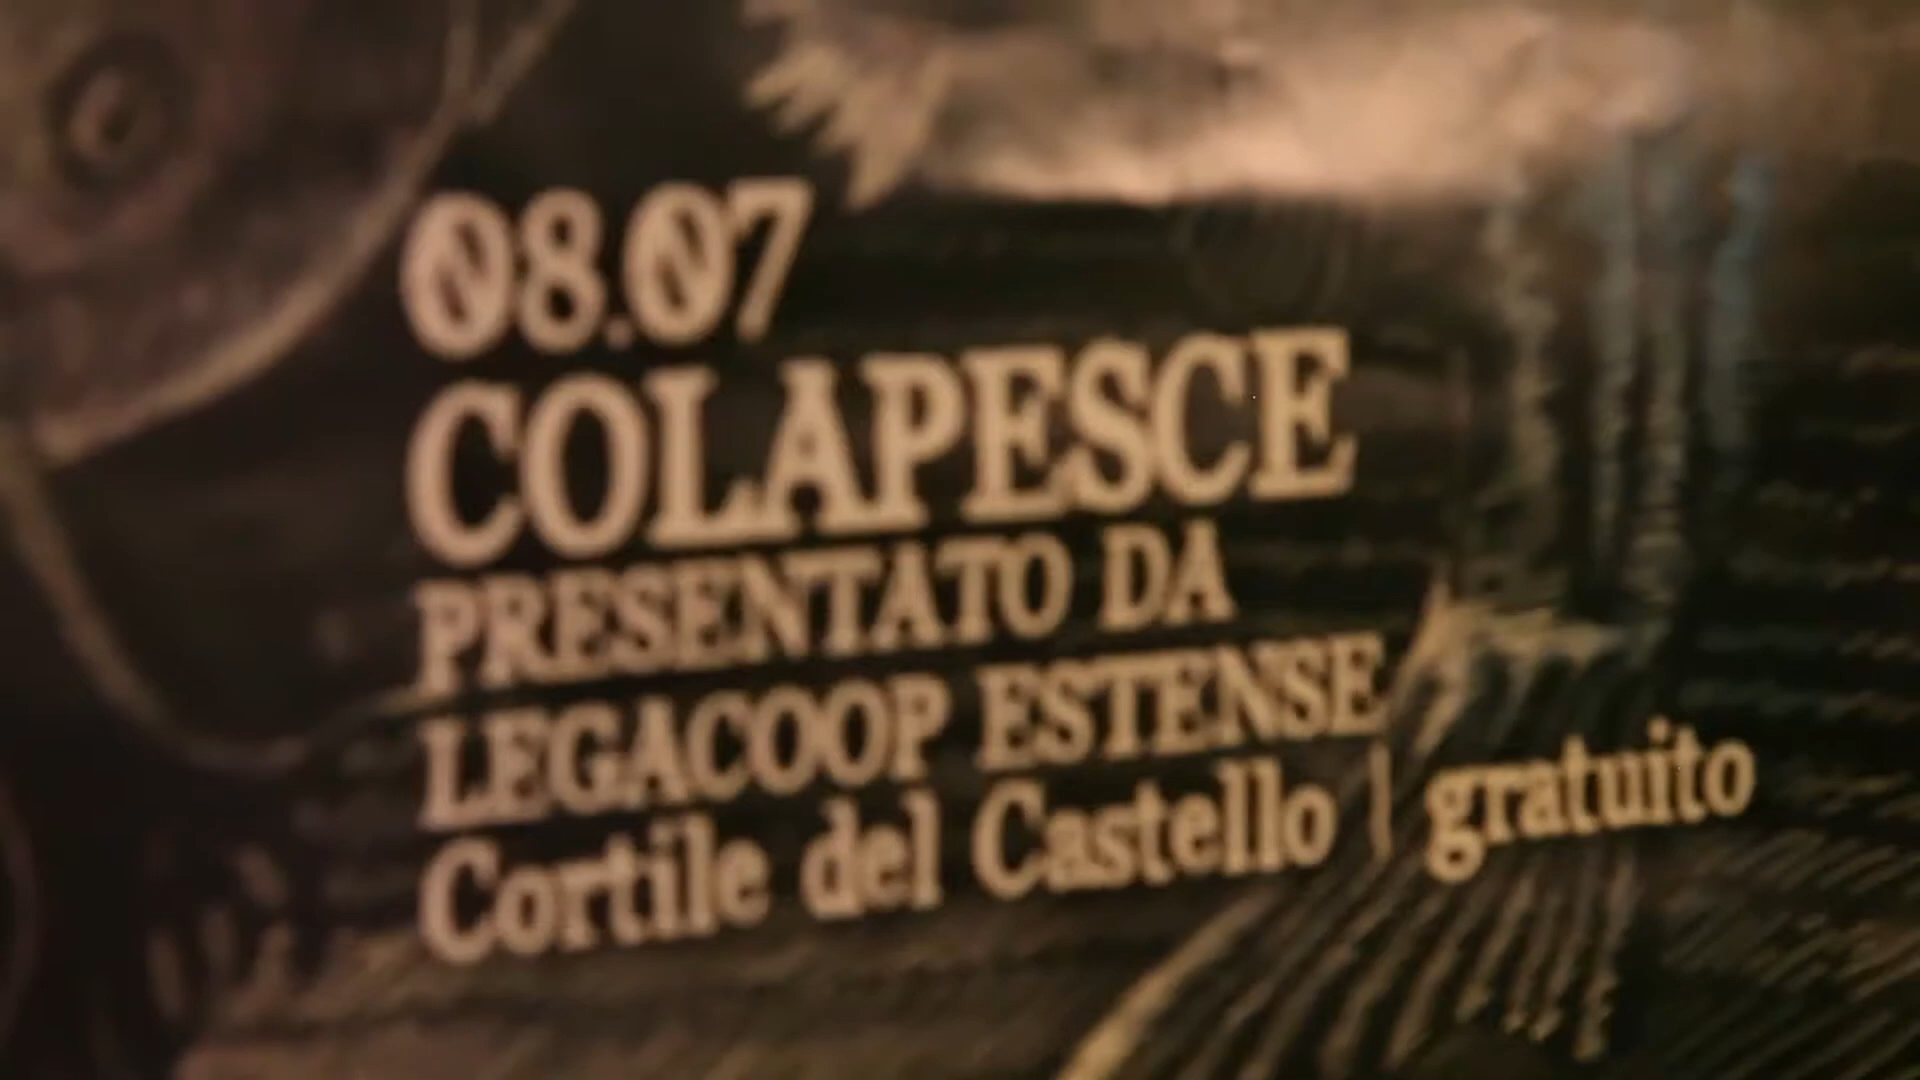 08.07
COLAPESCE
PRESENTATO DA
LEGACOOP ESTENSE
Cortile del Castello | gratuito